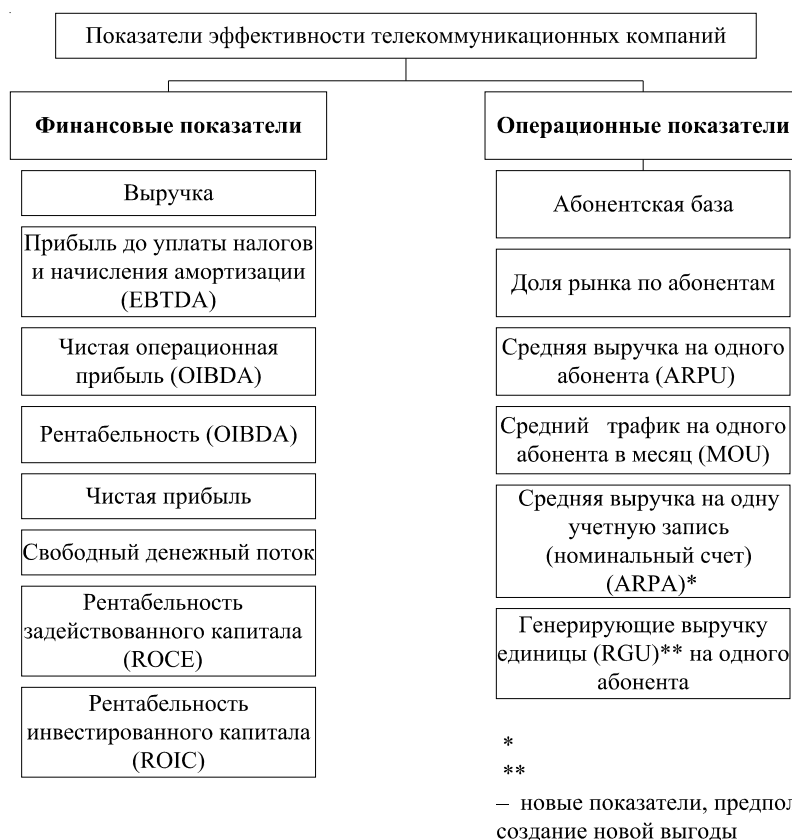 Показатели эффективности телекоммуникационных компаний
Финансовые показатели
Выручка
Прибыль до уплаты налогов
и начисления амортизации
(EBTDA)
Чистая операционная
прибыль (OIBDA)
Рентабельность (OIBDA)
Чистая прибыль
Свободный денежный поток
Рентабельность
задействованного капитала
(ROCE)
Рентабельность
инвестированного капитала
(ROIC)
Операционные показатели
Абонентская база
Доля рынка по абонентам
Средняя выручка на одного
абонента (ARPU)
Средний трафик на одного
абонента в месяц (MOU)
Средняя выручка на одну
учетную запись
(номинальный счет)
(ARPA)*
Генерирующие выручку
единицы (RGU)** на одного
абонента
*
**
– новые показатели,
создание новой выгоды